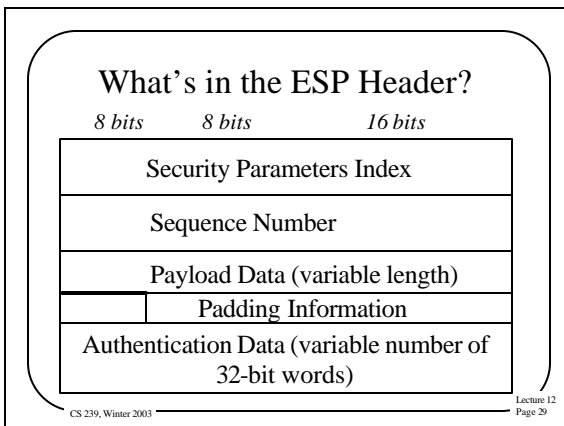 What's in the ESP Header?
8 bits 8 bits 16 bits
Security Parameters Index
Sequence Number
Payload Data (variable length)
Padding Information
Authentication Data (variable number of
32-bit words)
CS 239, Winter 2003
Lecture 12
Page 29